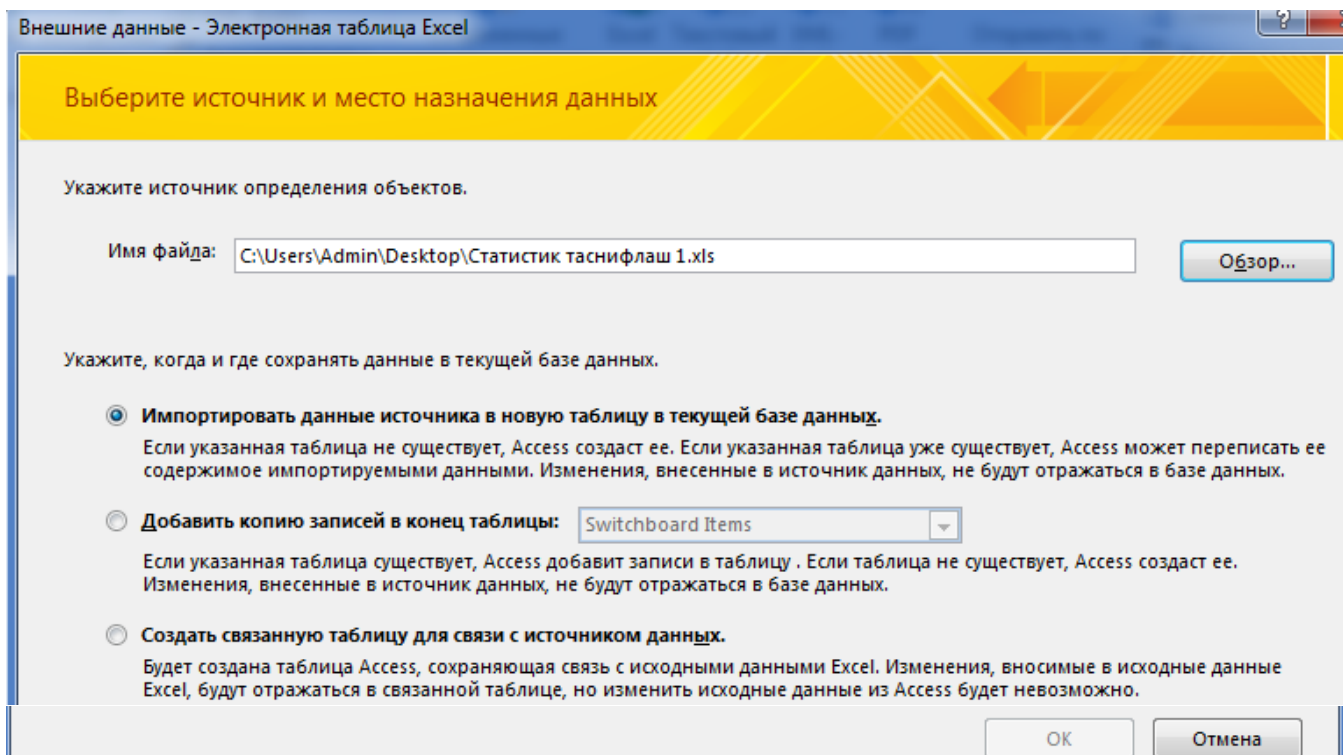 Внешние данные - Электронная таблица Excel
?
Выберите источник и место назначения данных
Укажите источник определения объектов.
Имя файла: C:\Users\Admin\Desktop\Статистик таснифлаш 1.xls Обзор...
Укажите, когда и где сохранять данные в текущей базе данных.
Импортировать данные источника в новую таблицу в текущей базе данных.
Если указанная таблица не существует, Access создаст ее. Если указанная таблица уже существует, Access может переписать ее
содержимое импортируемыми данными. Изменения, внесенные в источник данных, не будут отражаться в базе данных.
Добавить копию записей в конец таблицы: Switchboard Items
Если указанная таблица существует, Access добавит записи в таблицу . Если таблица не существует, Access создаст ее.
Изменения, внесенные в источник данных, не будут отражаться в базе данных.
Создать связанную таблицу для связи с источником данных.
Будет создана таблица Access, сохраняющая связь с исходными данными Excel. Изменения, вносимые в исходные данные
Excel, будут отражаться в связанной таблице, но изменить исходные данные из Access будет невозможно.
ОК Отмена